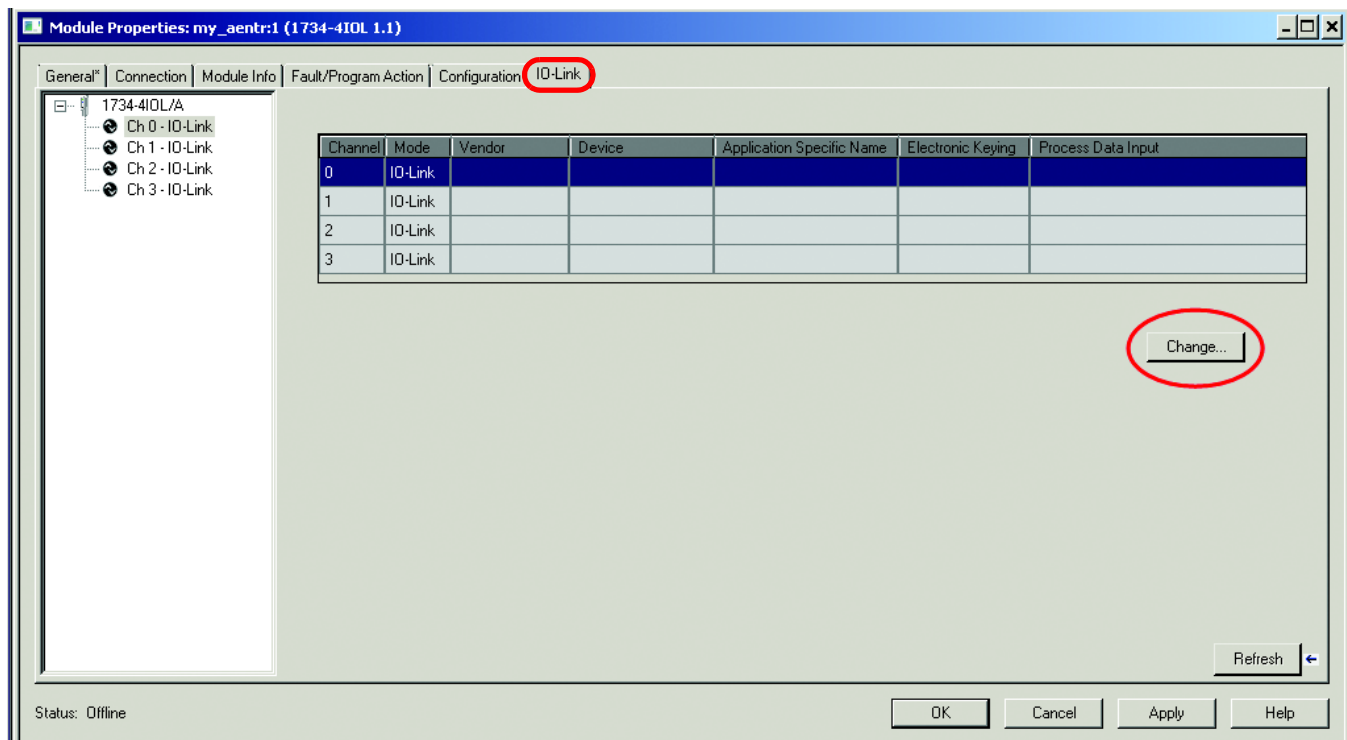 Module Properties: my_aentr:1 (1734-4IOL 1.1)
General* Connection Module Info Fault/Program Action Configuration IO-Link
1734-4IOL/A
Ch 0 - IO-Link
Ch 1 - IO-Link
Ch 2 - IO-Link
Ch 3 - IO-Link
Channel Mode Vendor Device Application Specific Name Electronic Keying Process Data Input
0 IO-Link
1 IO-Link
2 IO-Link
3 IO-Link
Change...
Refresh
Status: Offline
OK Cancel Apply Help